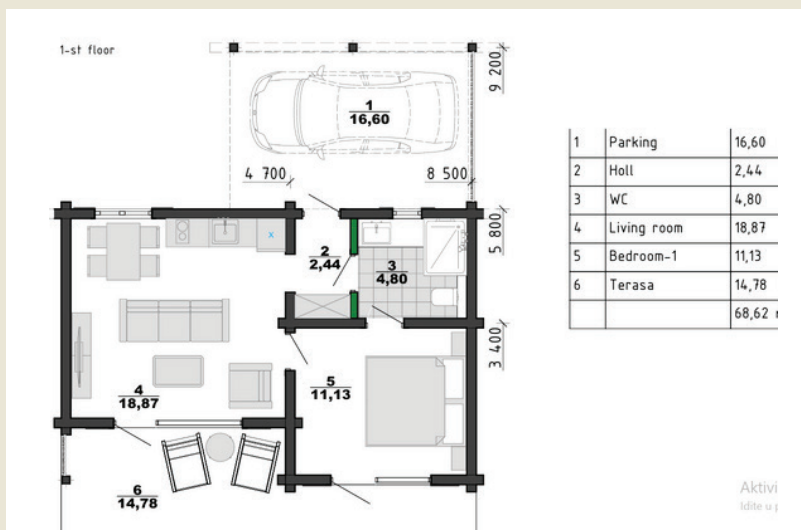 1-st floor
9 200
1
16,60
4 700
8 500
5 800
2
2,44
3
4,80
x
3 400
4
18,87
5
11,13
6
14,78
1 Parking 16,60
2 Holl 2,44
3 WC 4,80
4 Living room 18,87
5 Bedroom-1 11,13
6 Terasa 14,78
68,62
Aktivi
Idite u